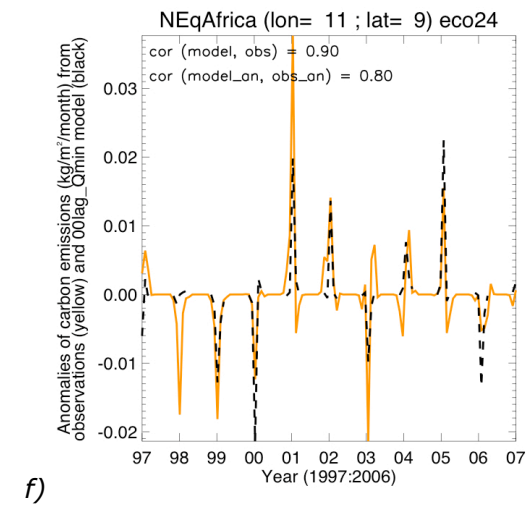 NEqAfrica (lon= 11 ; lat= 9) eco24
cor (model, obs) = 0.90
cor (model_an, obs_an) = 0.80
Anomalies of carbon emissions (kg/m²/month) from
observations (yellow) and 00lag_Qmin model (black)
0.03
0.02
0.01
0.00
-0.01
-0.02
97 98 99 00 01 02 03 04 05 06 07
Year (1997:2006)
f)